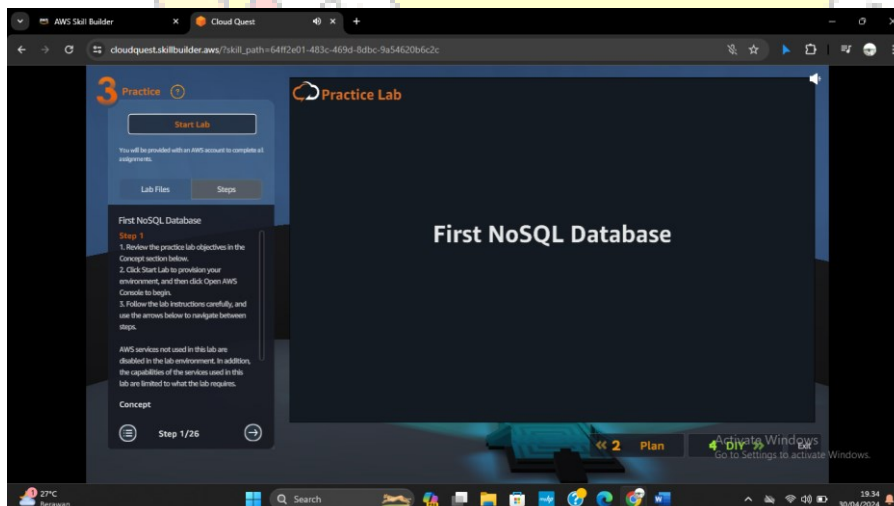 AWS Skill Builder
Cloud Quest
cloudquest.skillbuilder.aws/?skill_path=64ff2e01-483c-469d-8dbc-9a54620b6c2c
3 Practice ?
Start Lab
You will be provided with an AWS account to complete all
assignments.
Lab Files
Steps
First NoSQL Database
Step 1
1. Review the practice lab objectives in the
Concept section below.
2. Click Start Lab to provision your
environment, and then click Open AWS
Console to begin.
3. Follow the lab instructions carefully, and
use the arrows below to navigate between
steps.
AWS services not used in this lab are
disabled in the lab environment. In addition,
the capabilities of the services used in this
lab are limited to what the lab requires.
Concept
Step 1/26
Practice Lab
First NoSQL Database
2 Plan
4 DIY
Exit
Activate Windows
Go to Settings to activate Windows.
1
27°C
Berawan
Search
19.34
30/04/2024